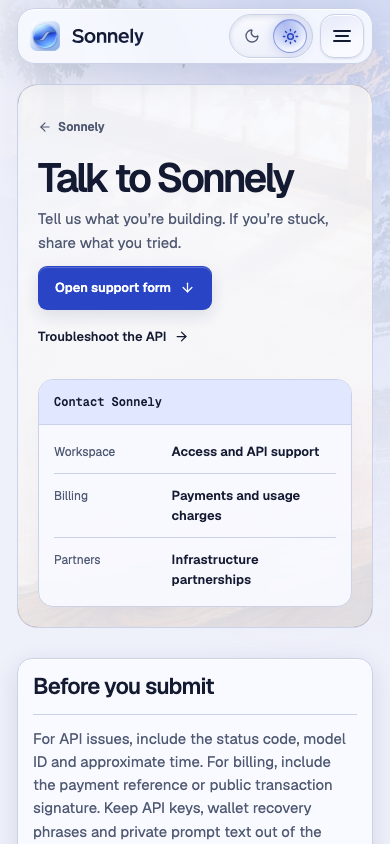 Sonnely
Sonnely
Talk to Sonnely
Tell us what you’re building. If you’re stuck,
share what you tried.
Open support form
Troubleshoot the API
Contact Sonnely
Workspace Access and API support
Billing Payments and usage
charges
Partners Infrastructure
partnerships
Before you submit
For API issues, include the status code, model
ID and approximate time. For billing, include
the payment reference or public transaction
signature. Keep API keys, wallet recovery
phrases and private prompt text out of the